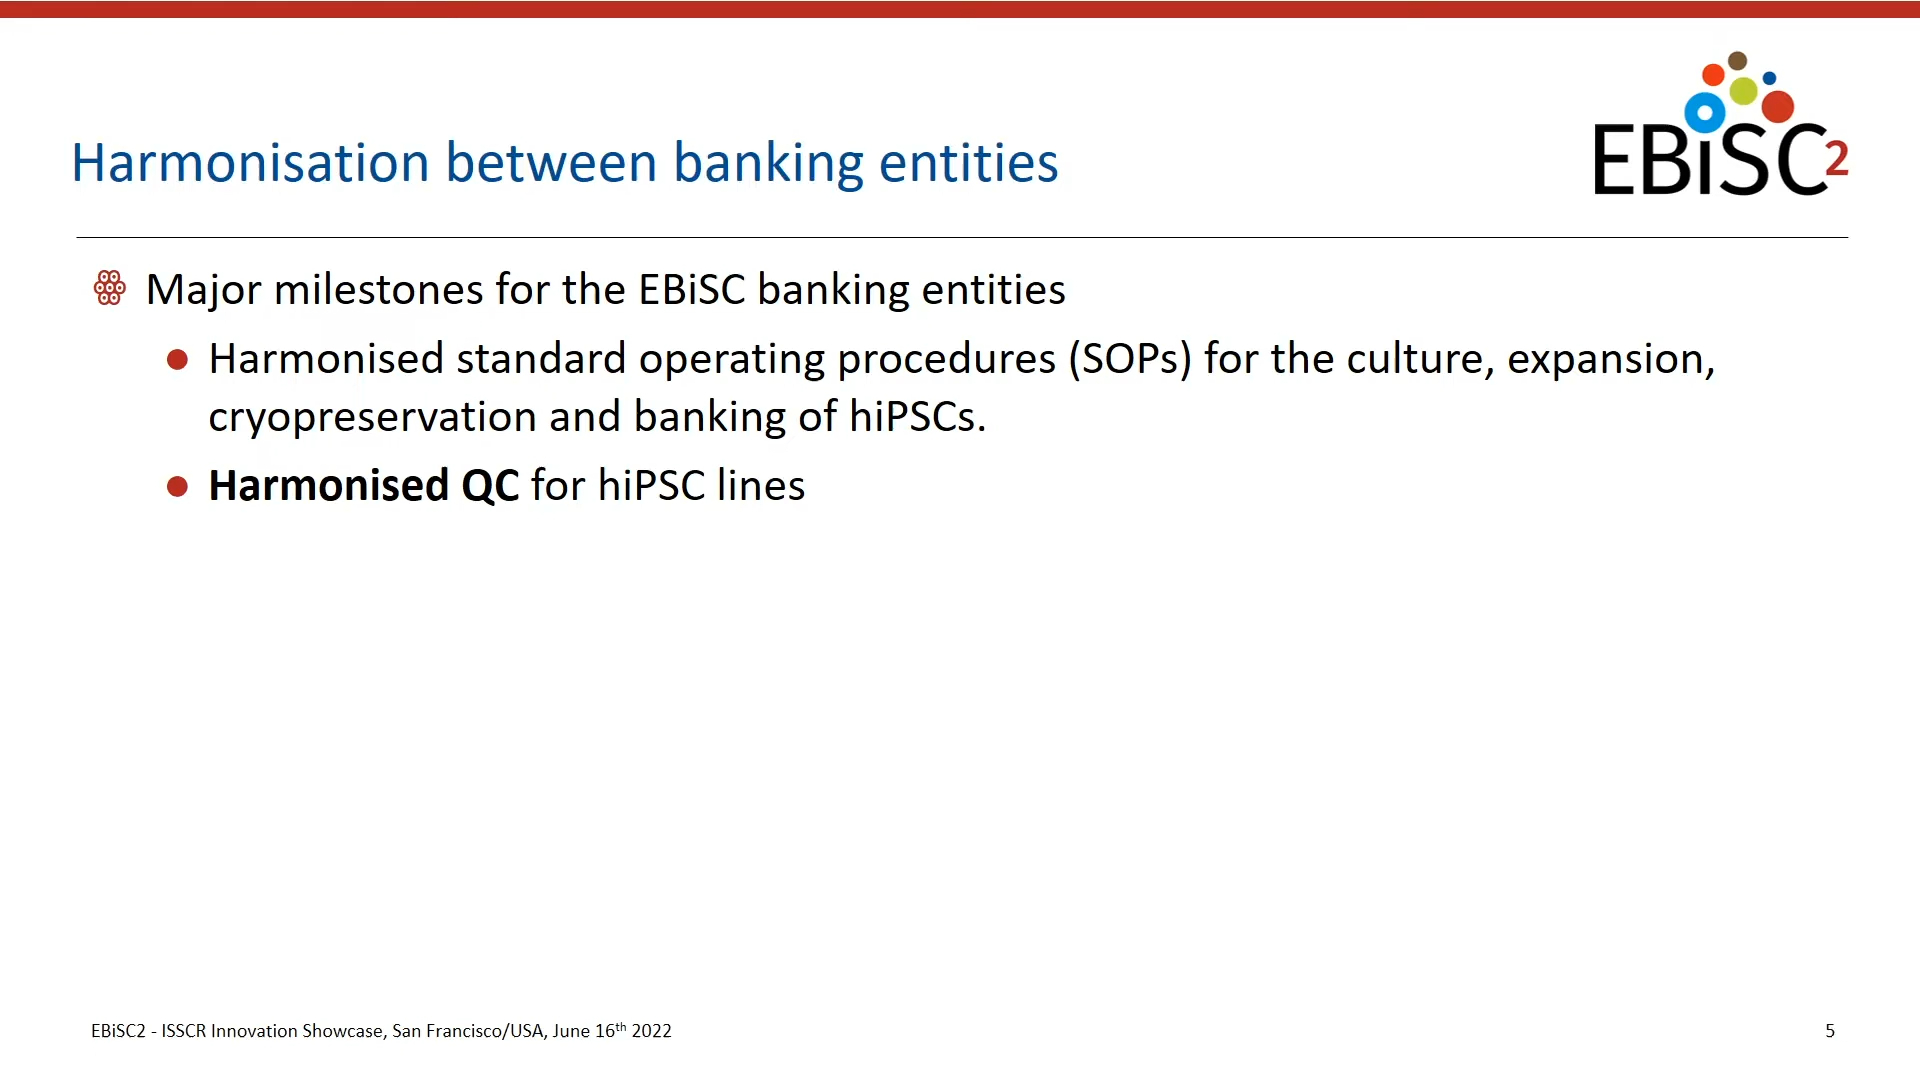 EBiSC2
Harmonisation between banking entities
Major milestones for the EBiSC banking entities
Harmonised standard operating procedures (SOPs) for the culture, expansion,
cryopreservation and banking of hiPSCs.
Harmonised QC for hiPSC lines
EBiSC2 - ISSCR Innovation Showcase, San Francisco/USA, June 16th 2022
5